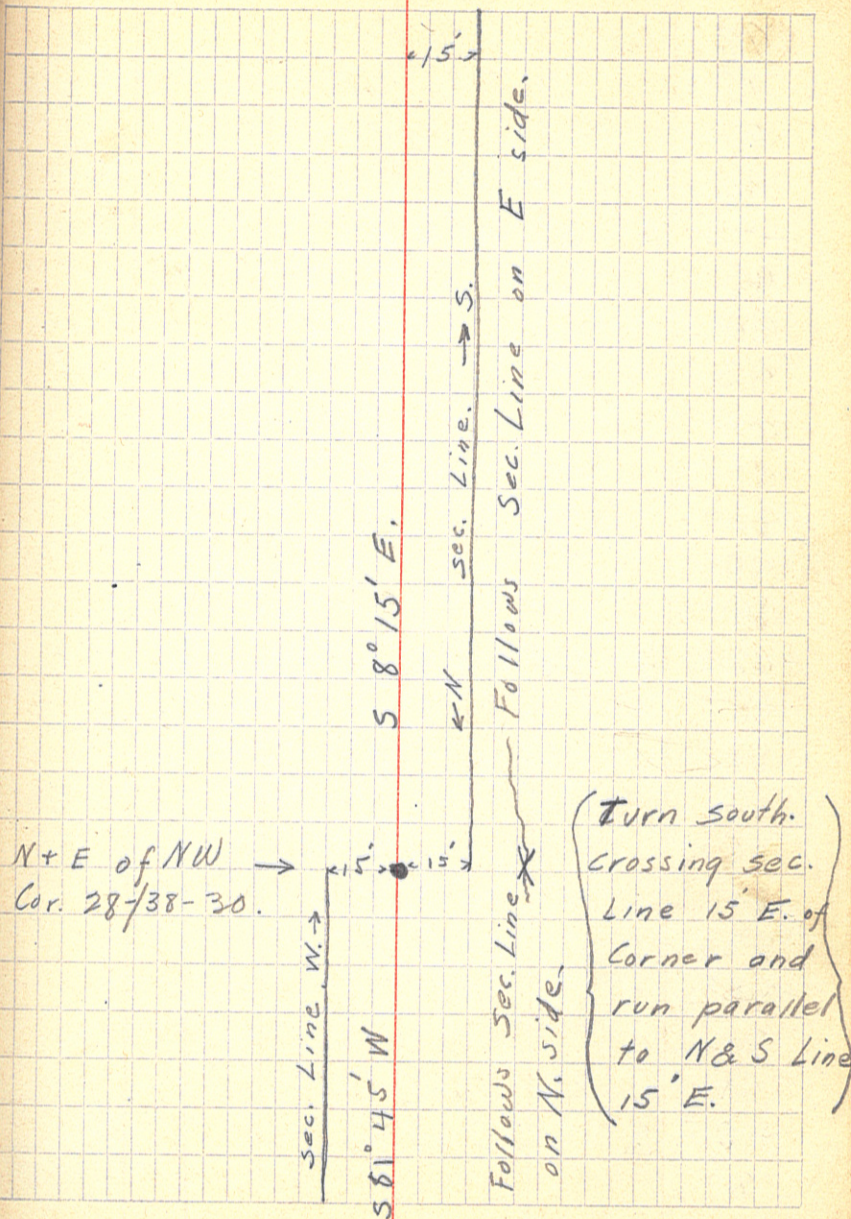 15'
Follows Sec. Line on E side.
sec. Line. → S.
← N
S 8° 15' E.
N + E of NW →
Cor. 28-/38-30.
15' 15'
sec. Line W. →
S 81° 45' W
Follows Sec. Line
on N. side.
Turn south.
crossing sec.
Line 15' E. of
Corner and
run parallel
to N & S Line
15' E.